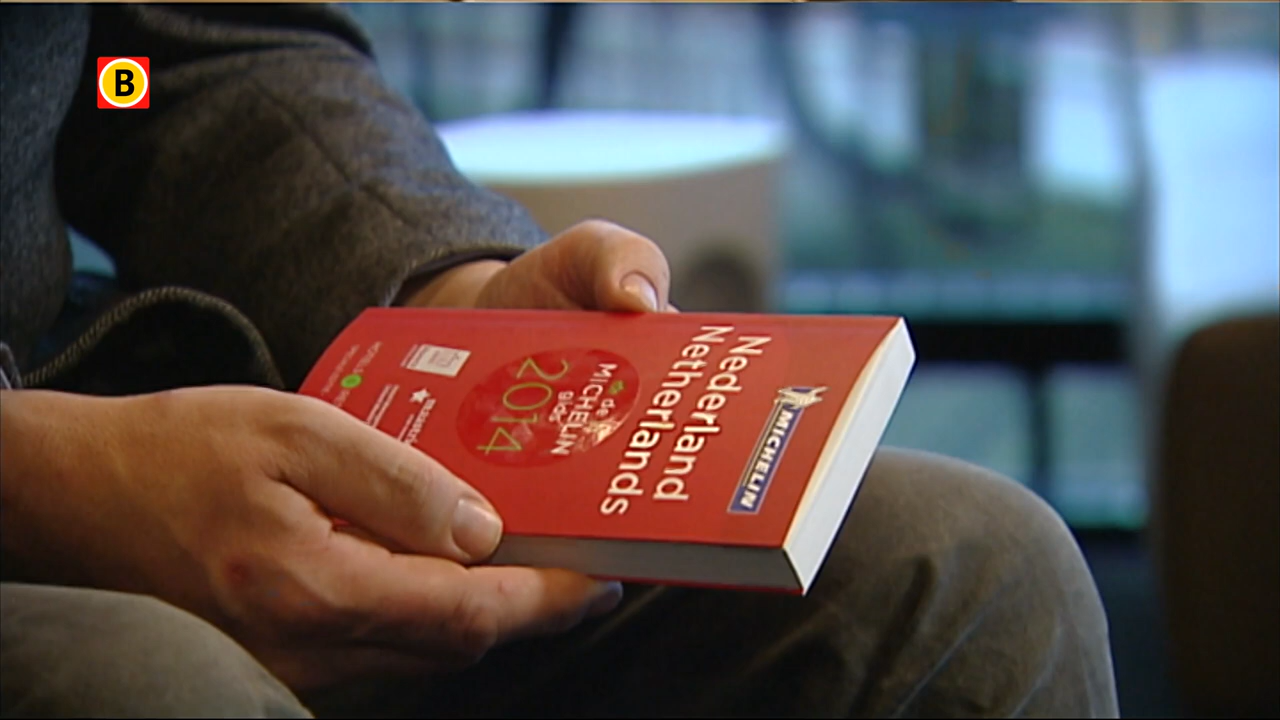 B
MICHELIN
Nederland
Netherlands
de
MICHELIN
gids
2014